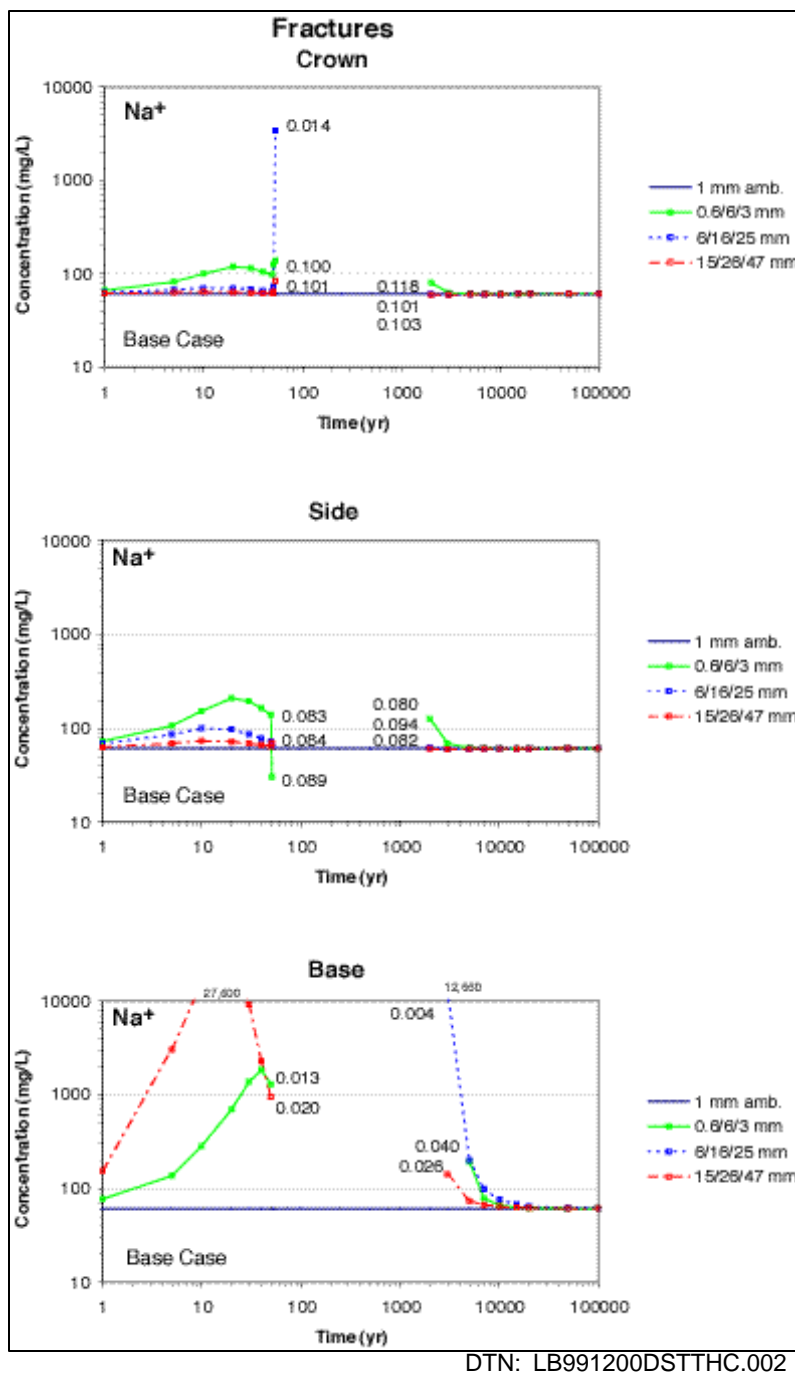 Fractures
Crown
Na+
10000
1000
100
10
Concentration (mg/L)
0.014
0.100
0.101
0.118
0.101
0.103
Base Case
1 10 100 1000 10000 100000
Time (yr)
1 mm amb.
0.6/6/3 mm
6/16/25 mm
15/26/47 mm
Side
Na+
10000
1000
100
10
Concentration (mg/L)
0.083
0.084
0.089
0.080
0.094
0.082
Base Case
1 10 100 1000 10000 100000
Time (yr)
1 mm amb.
0.6/6/3 mm
6/16/25 mm
15/26/47 mm
Base
Na+
10000
1000
100
10
Concentration (mg/L)
27,600
12,660
0.004
0.013
0.020
0.040
0.026
Base Case
1 10 100 1000 10000 100000
Time (yr)
1 mm amb.
0.6/6/3 mm
6/16/25 mm
15/26/47 mm
DTN: LB991200DSTTHC.002